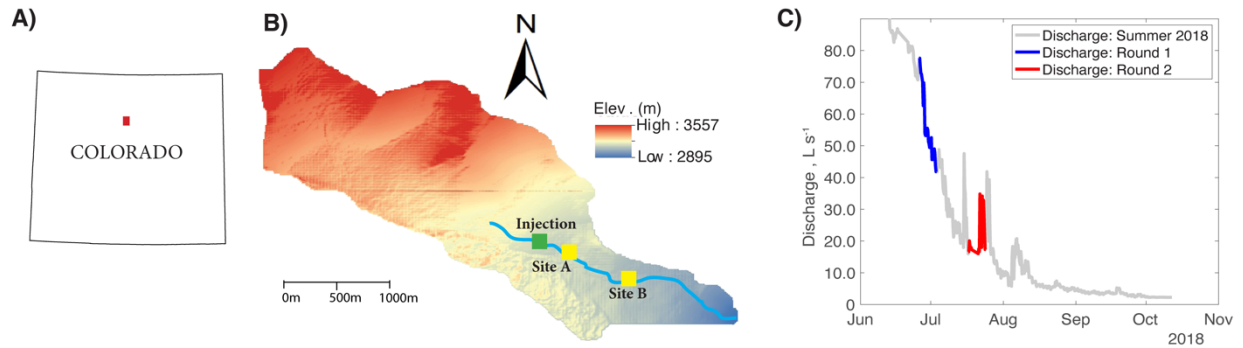 A)
COLORADO
B)
N
Elev . (m)
High : 3557
Low : 2895
Injection
Site A
Site B
0m 500m 1000m
C)
Discharge: Summer 2018
Discharge: Round 1
Discharge: Round 2
Discharge , L s⁻¹
80.0
70.0
60.0
50.0
40.0
30.0
20.0
10.0
0
Jun Jul Aug Sep Oct Nov
2018